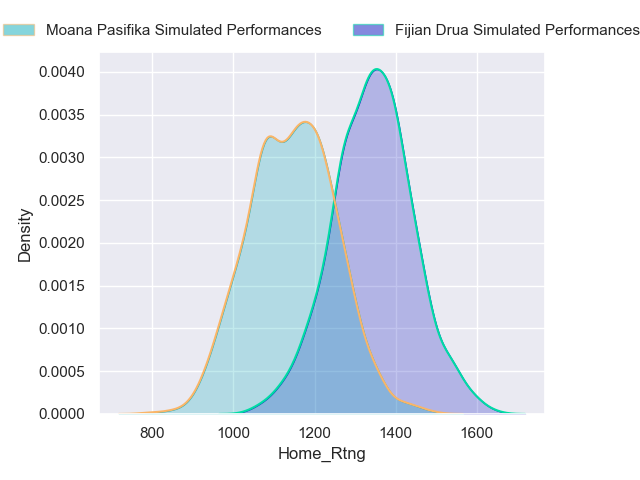 Moana Pasifika Simulated Performances Fijian Drua Simulated Performances
0.0040
0.0035
0.0030
0.0025
0.0020
0.0015
0.0010
0.0005
0.0000
Density
800 1000 1200 1400 1600
Home_Rtng